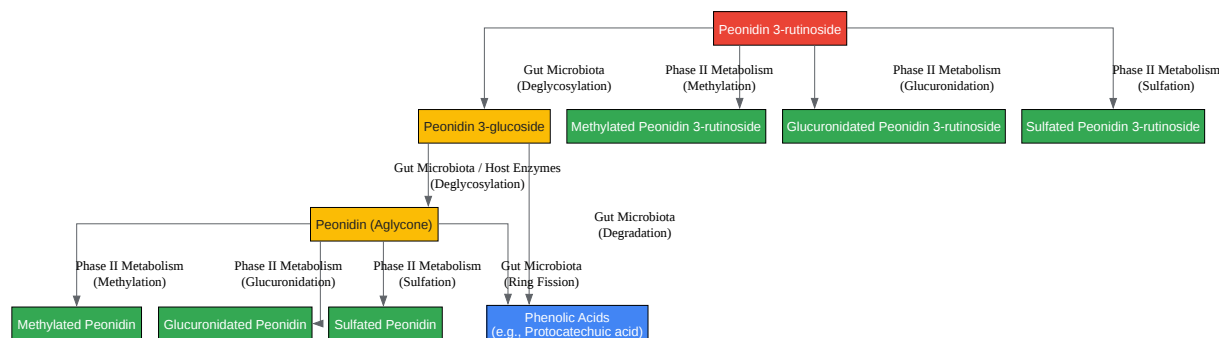 Peonidin 3-rutinoside
Gut Microbiota
(Deglycosylation)
Phase II Metabolism
(Methylation)
Phase II Metabolism
(Glucuronidation)
Phase II Metabolism
(Sulfation)
Peonidin 3-glucoside
Methylated Peonidin 3-rutinoside
Glucuronidated Peonidin 3-rutinoside
Sulfated Peonidin 3-rutinoside
Gut Microbiota / Host Enzymes
(Deglycosylation)
Peonidin (Aglycone)
Gut Microbiota
(Degradation)
Phase II Metabolism
(Methylation)
Phase II Metabolism
(Glucuronidation)
Phase II Metabolism
(Sulfation)
Gut Microbiota
(Ring Fission)
Methylated Peonidin
Glucuronidated Peonidin
Sulfated Peonidin
Phenolic Acids
(e.g., Protocatechuic acid)